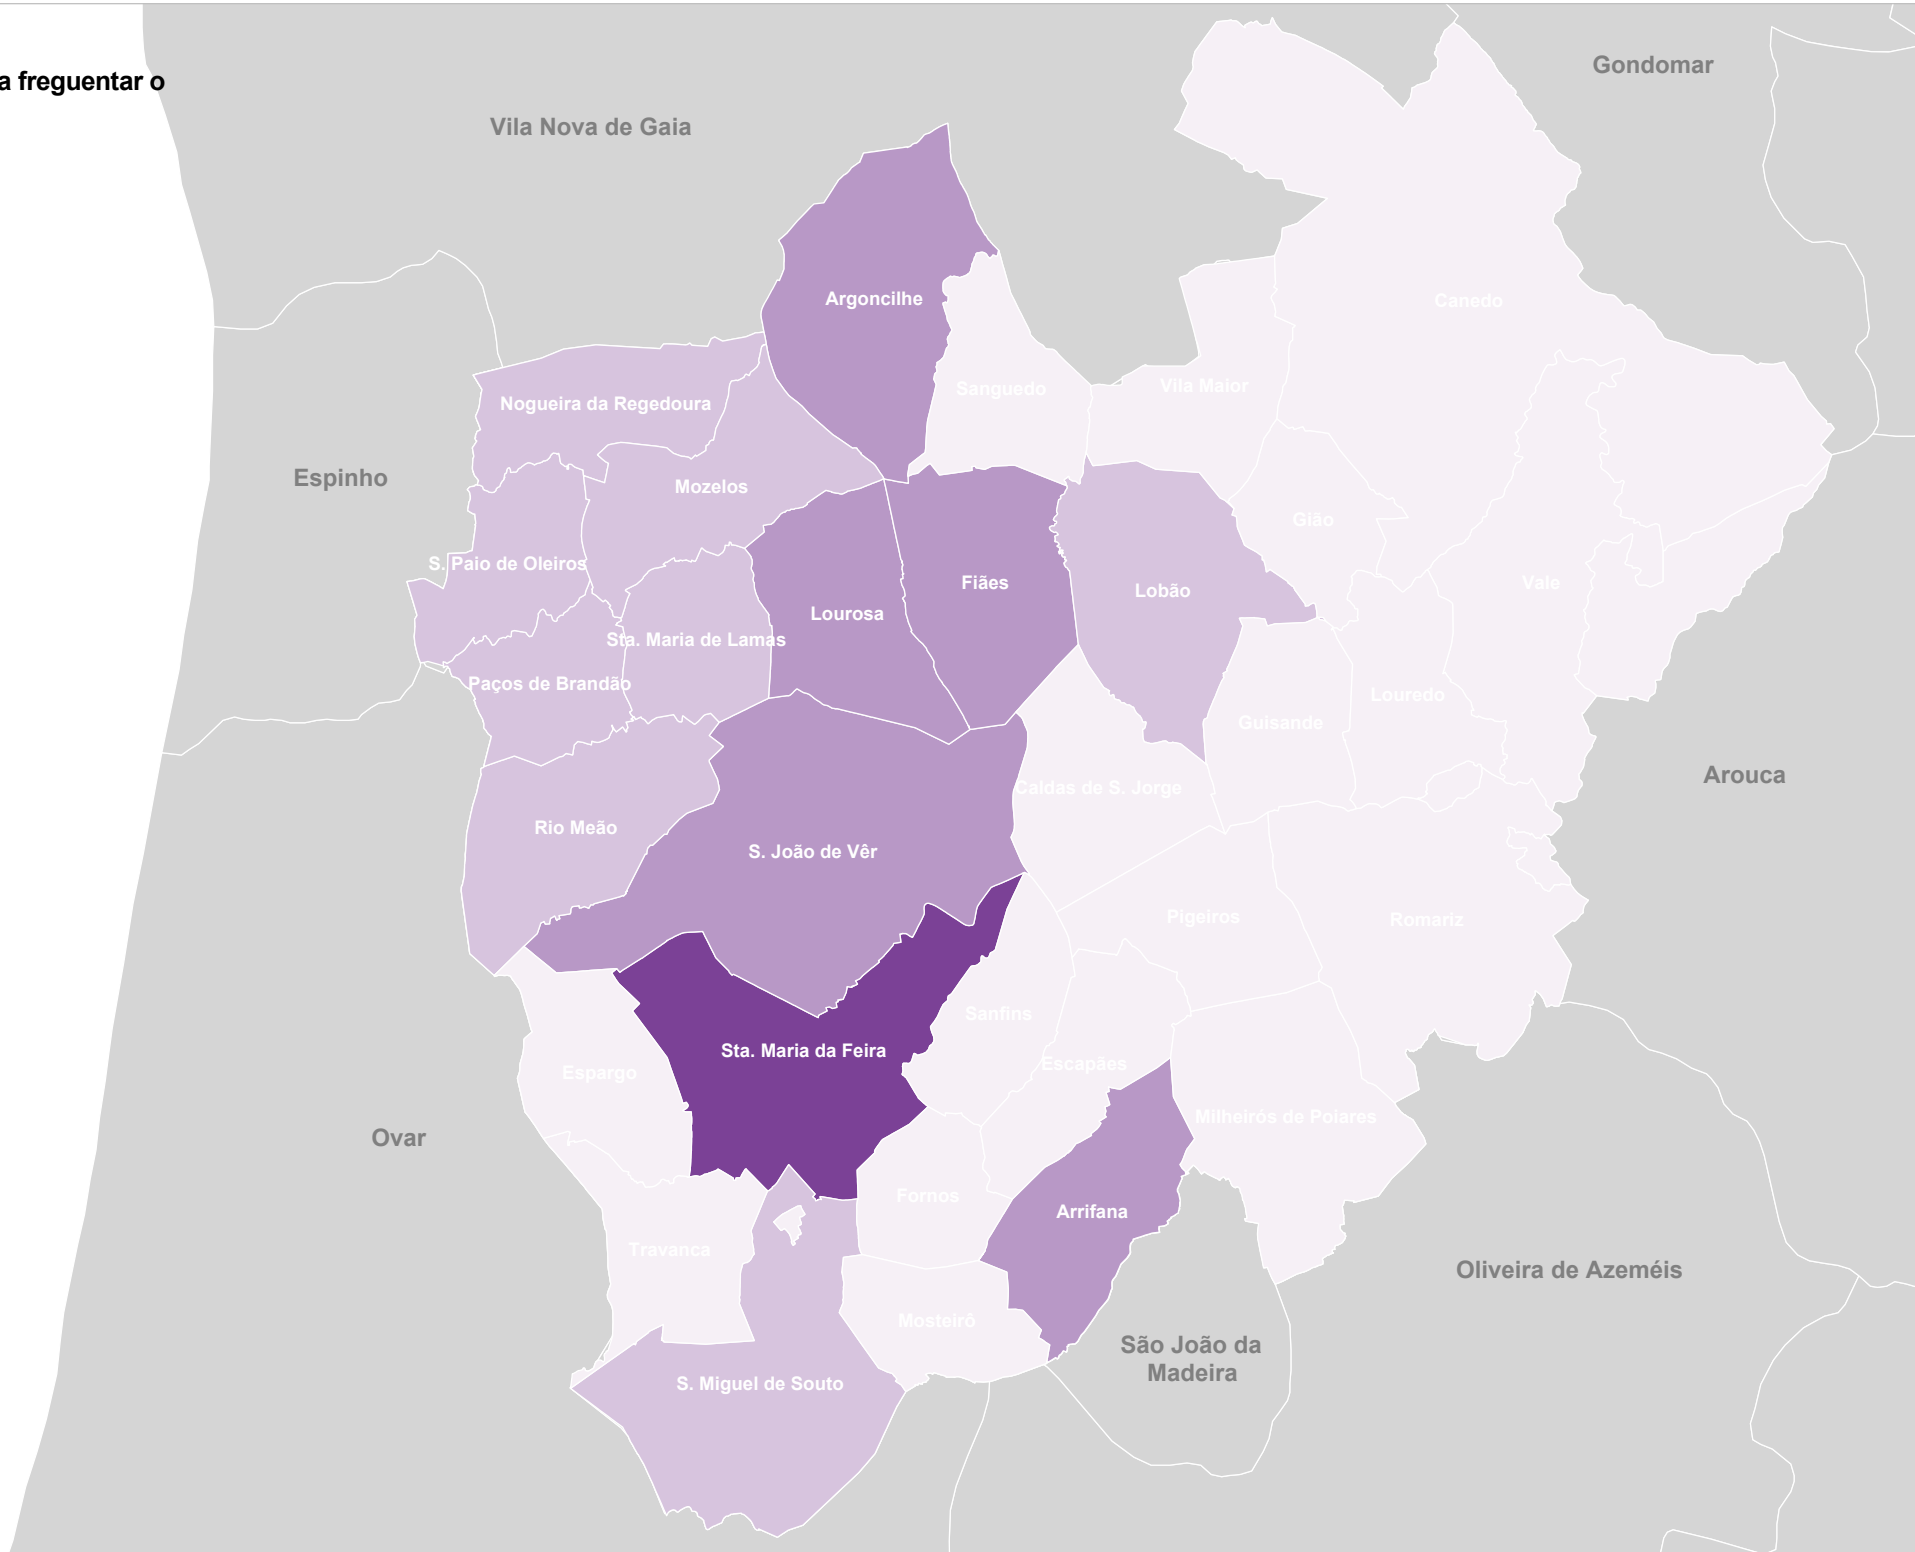 Gondomar
a freguentar o
Vila Nova de Gaia
Argoncilhe
Canedo
Sanguedo
Vila Maior
Nogueira da Regedoura
Espinho
Mozelos
Gião
S. Paio de Oleiros
Fiães
Vale
Lobão
Lourosa
Sta. Maria de Lamas
Paços de Brandão
Louredo
Guisande
Arouca
Caldas de S. Jorge
Rio Meão
S. João de Vêr
Pigeiros
Romariz
Sanfins
Sta. Maria da Feira
Escapães
Espargo
Milheirós de Poiares
Ovar
Fornos
Arrifana
Travanca
Oliveira de Azeméis
Mosteirô
São João da
Madeira
S. Miguel de Souto